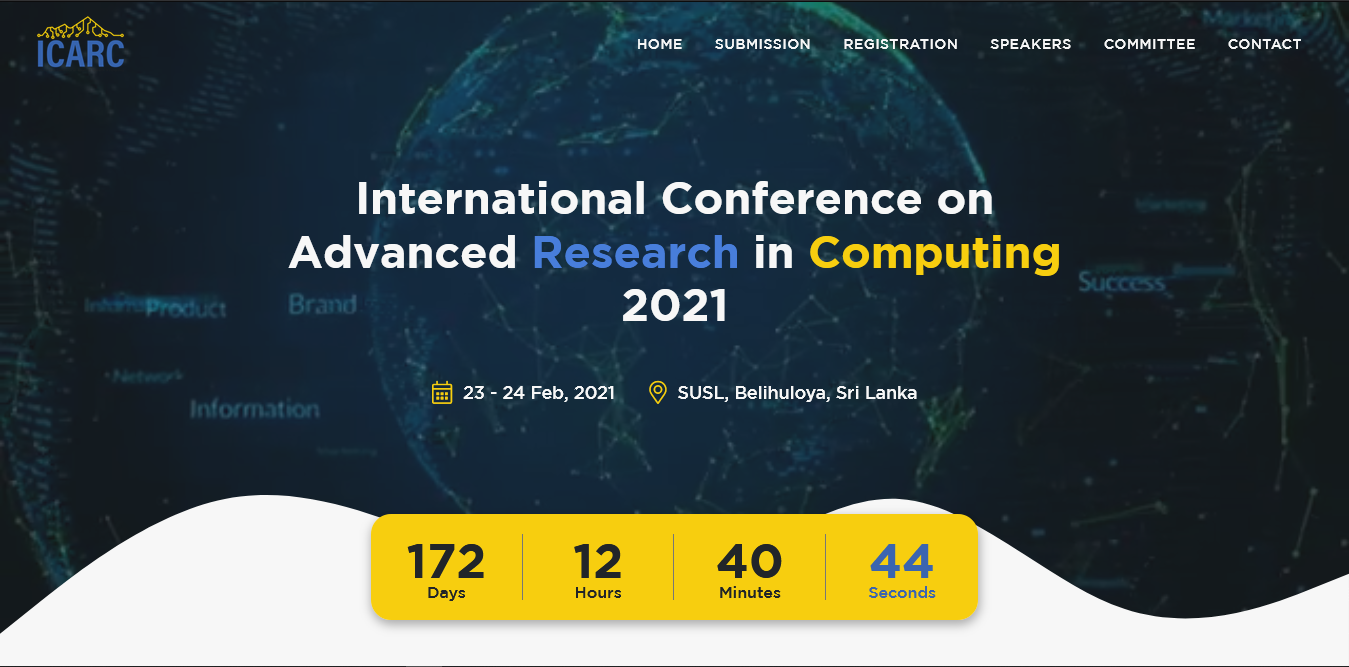 ICARC
HOME SUBMISSION REGISTRATION SPEAKERS COMMITTEE CONTACT
Marketing
International Conference on
Advanced Research in Computing
2021
Marketing
Success
Product
Brand
Network
Information
23 - 24 Feb, 2021 SUSL, Belihuloya, Sri Lanka
172 12 40 44
Days Hours Minutes Seconds